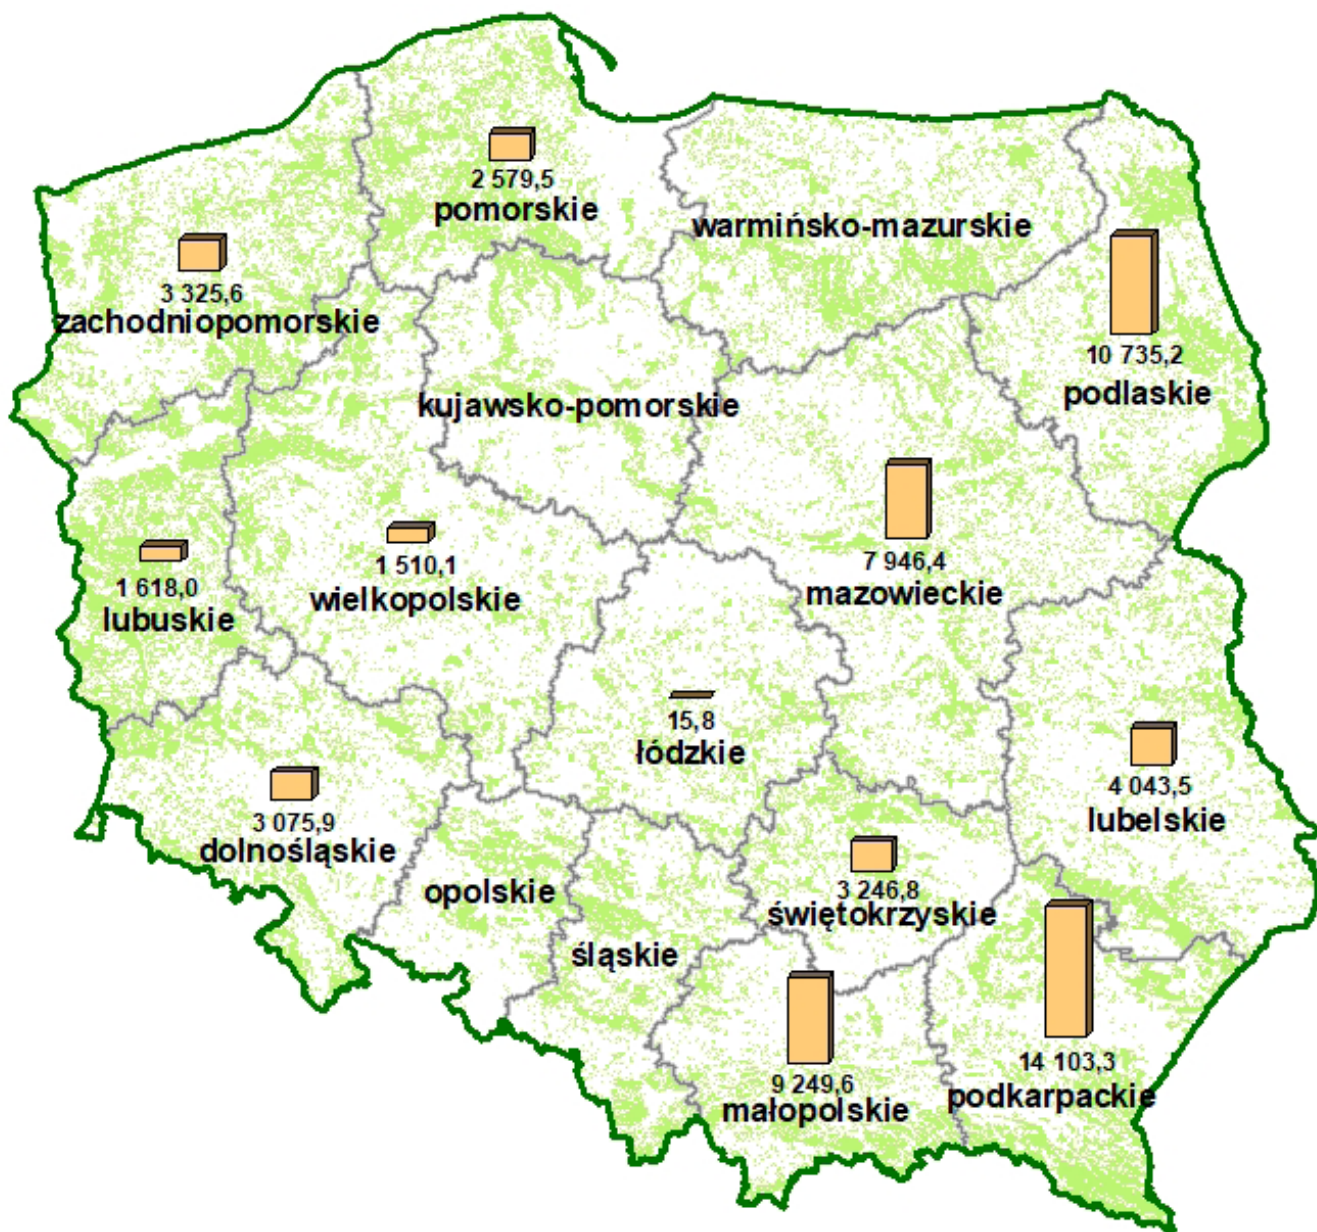 2 579,5
pomorskie
warmińsko-mazurskie
3 325,6
zachodniopomorskie
10 735,2
podlaskie
kujawsko-pomorskie
7 946,4
mazowieckie
1 510,1
wielkopolskie
1 618,0
lubuskie
15,8
łódzkie
4 043,5
lubelskie
3 075,9
dolnośląskie
opolskie
3 246,8
świętokrzyskie
śląskie
14 103,3
podkarpackie
9 249,6
małopolskie